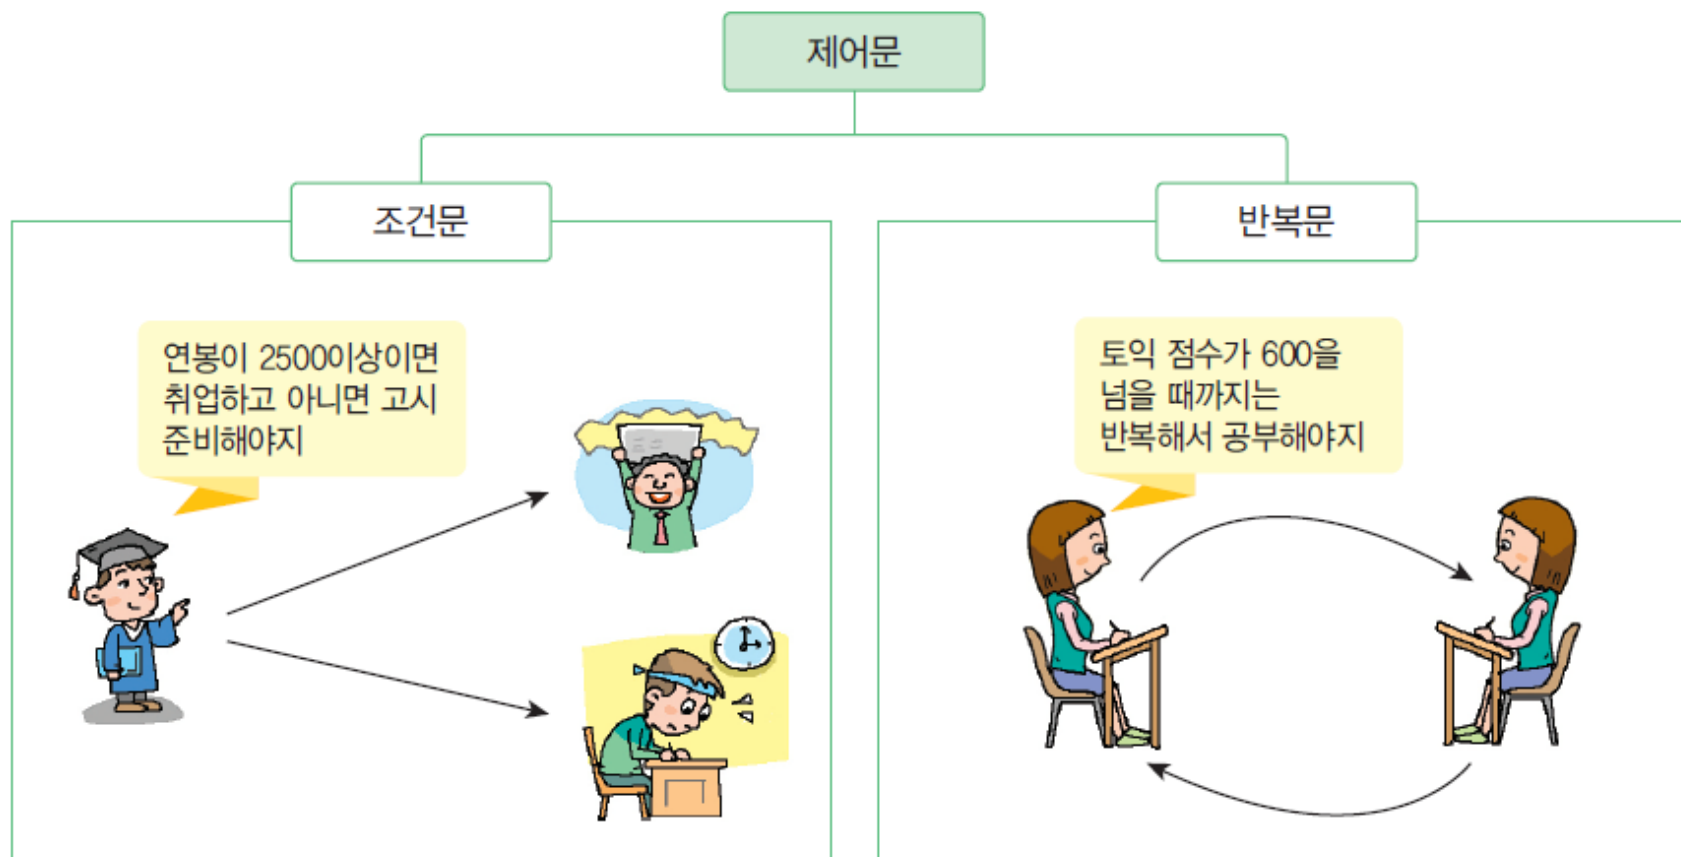 제어문
조건문
반복문
연봉이 2500이상이면
취업하고 아니면 고시
준비해야지
토익 점수가 600을
넘을 때까지는
반복해서 공부해야지